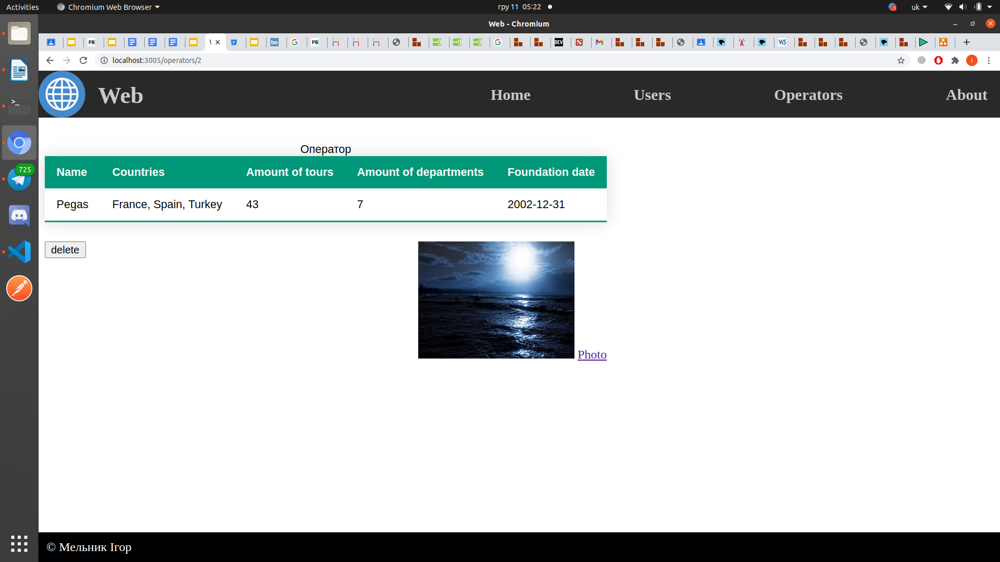 Activities Chromium Web Browser гру 11 05:22 uk
Web - Chromium
localhost:3005/operators/2
Web Home Users Operators About
Оператор
Name Countries Amount of tours Amount of departments Foundation date
Pegas France, Spain, Turkey 43 7 2002-12-31
725
delete
Photo
© Мельник Ігор